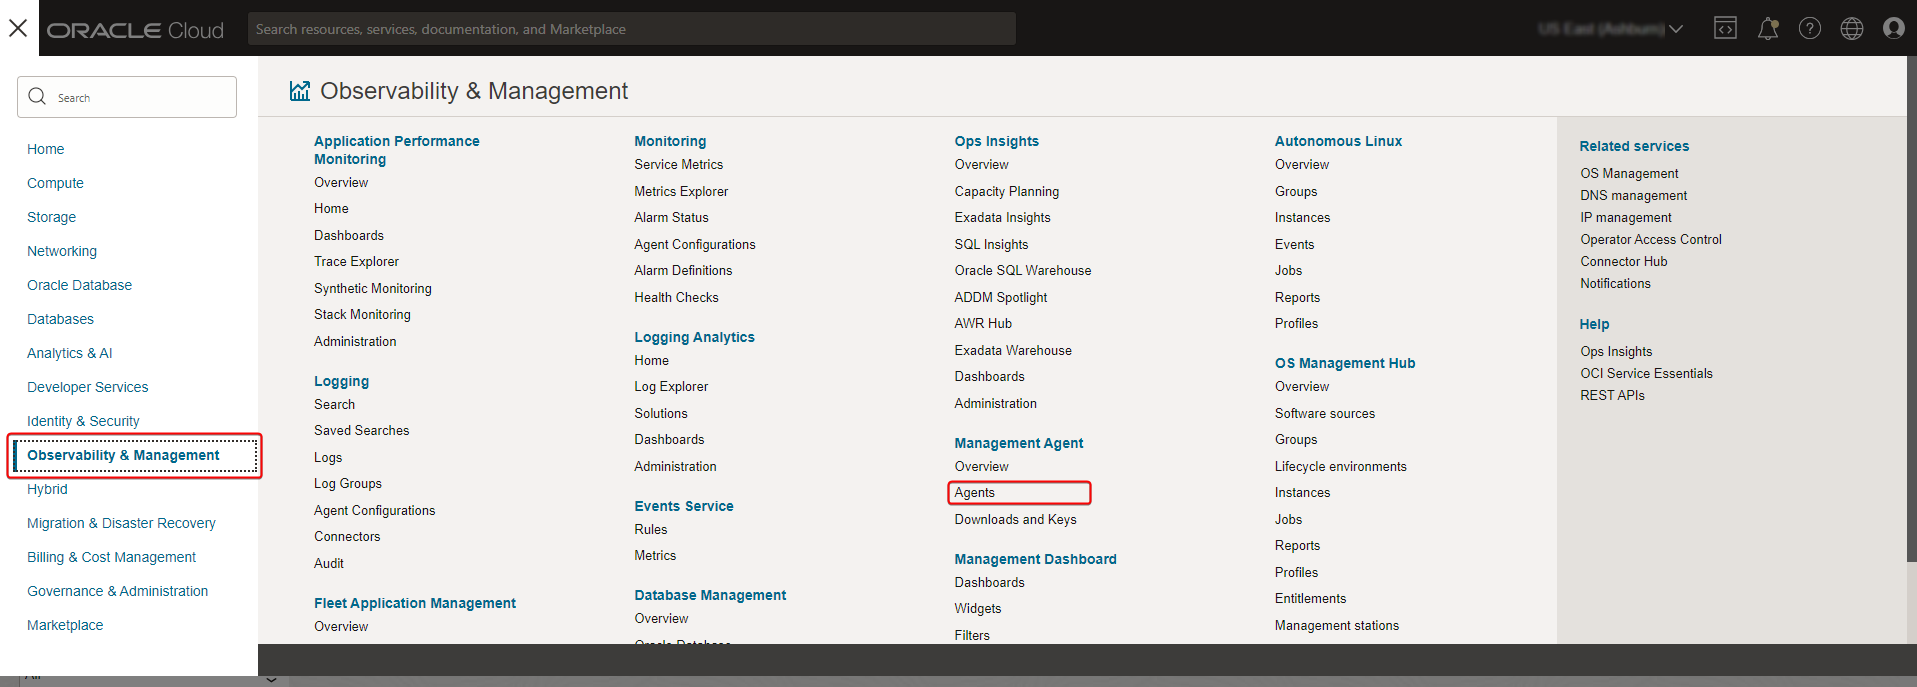 ORACLE Cloud
Search resources, services, documentation, and Marketplace
US East (Ashburn)
Search
Home
Compute
Storage
Networking
Oracle Database
Databases
Analytics & AI
Developer Services
Identity & Security
Observability & Management
Hybrid
Migration & Disaster Recovery
Billing & Cost Management
Governance & Administration
Marketplace
Observability & Management
Application Performance
Monitoring
Overview
Home
Dashboards
Trace Explorer
Synthetic Monitoring
Stack Monitoring
Administration
Logging
Search
Saved Searches
Logs
Log Groups
Agent Configurations
Connectors
Audit
Fleet Application Management
Overview
Monitoring
Service Metrics
Metrics Explorer
Alarm Status
Agent Configurations
Alarm Definitions
Health Checks
Logging Analytics
Home
Log Explorer
Solutions
Dashboards
Administration
Events Service
Rules
Metrics
Database Management
Overview
Oracle Database
Ops Insights
Overview
Capacity Planning
Exadata Insights
SQL Insights
Oracle SQL Warehouse
ADDM Spotlight
AWR Hub
Exadata Warehouse
Dashboards
Administration
Management Agent
Overview
Agents
Downloads and Keys
Management Dashboard
Dashboards
Widgets
Filters
Autonomous Linux
Overview
Groups
Instances
Events
Jobs
Reports
Profiles
OS Management Hub
Overview
Software sources
Groups
Lifecycle environments
Instances
Jobs
Reports
Profiles
Entitlements
Management stations
Related services
OS Management
DNS management
IP management
Operator Access Control
Connector Hub
Notifications
Help
Ops Insights
OCI Service Essentials
REST APIs